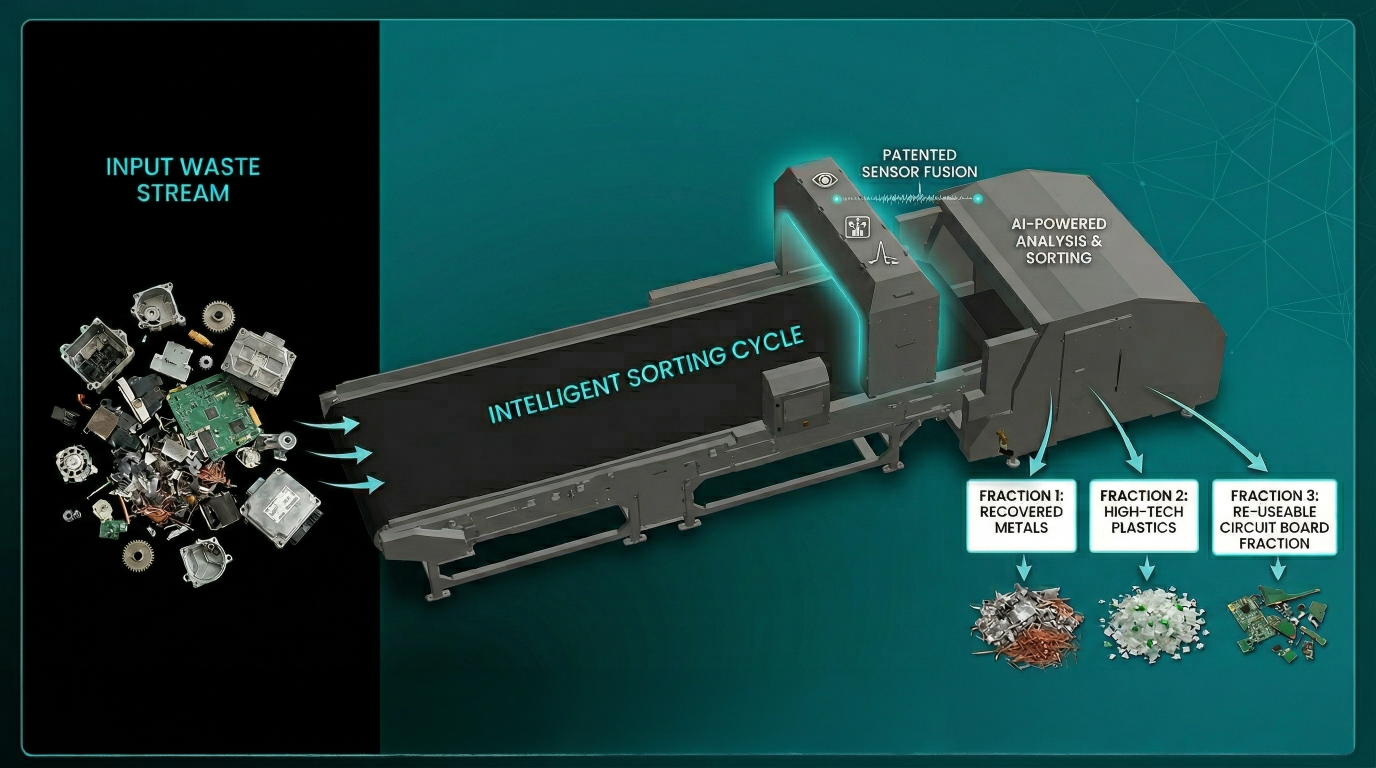 INPUT WASTE
STREAM
INTELLIGENT SORTING CYCLE
PATENTED
SENSOR FUSION
AI-POWERED
ANALYSIS &
SORTING
FRACTION 1:
RECOVERED
METALS
FRACTION 2:
HIGH-TECH
PLASTICS
FRACTION 3:
RE-USEABLE
CIRCUIT BOARD
FRACTION